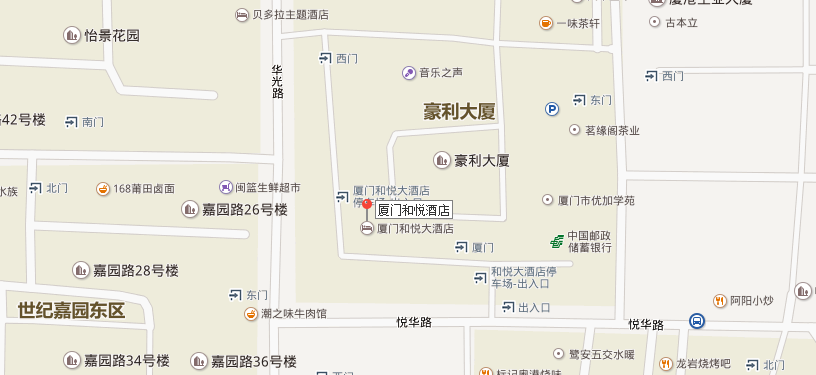 贝多拉主题酒店
一味茶轩
古本立
怡景花园
西门
华光路
音乐之声
西门
豪利大厦
东门
42号楼
南门
茗缘阁茶业
豪利大厦
水族
北门
168莆田卤面
闽篮生鲜超市
厦门和悦大酒店
厦门市优加学苑
嘉园路26号楼
厦门和悦酒店
厦门和悦大酒店
中国邮政
储蓄银行
厦门
嘉园路28号楼
和悦大酒店停
车场-出入口
东门
出入口
阿阳小炒
世纪嘉园东区
潮之味牛肉馆
悦华路
悦华路
鹭安五交水暖
嘉园路34号楼
嘉园路36号楼
龙岩烧烤吧
北门